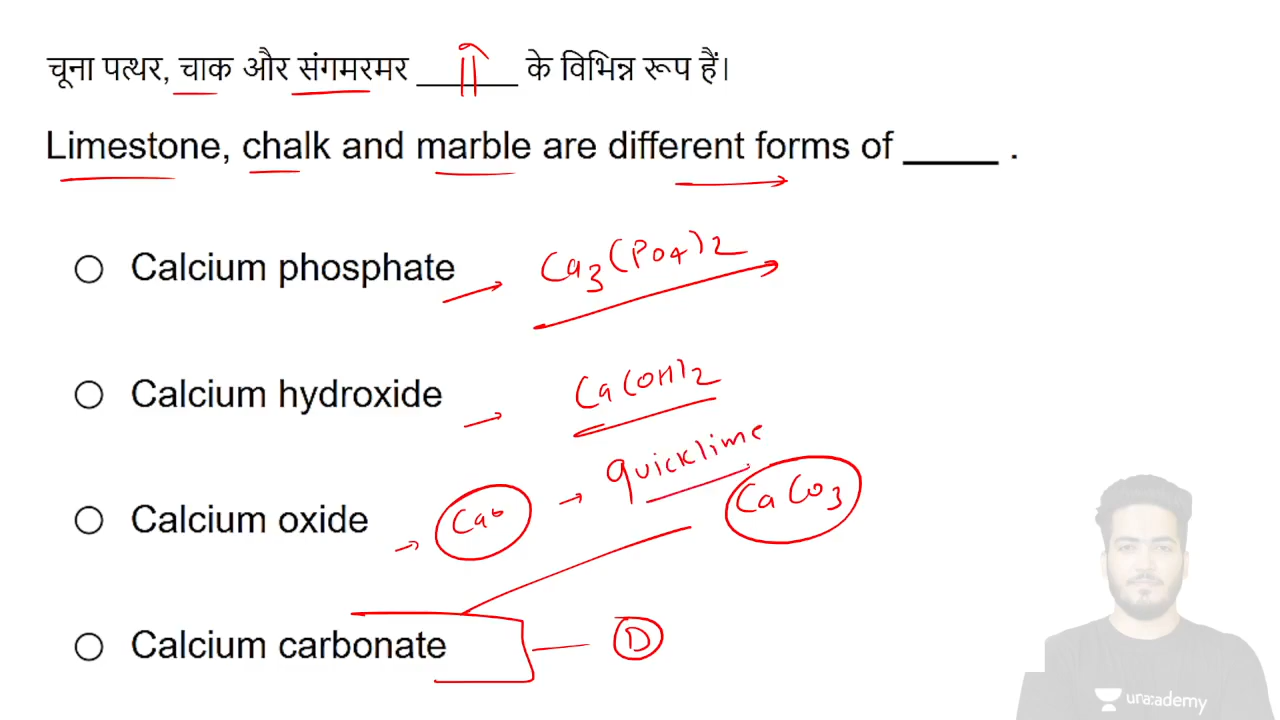 चूना पत्थर, चाक और संगमरमर ______ के विभिन्न रूप हैं।
Limestone, chalk and marble are different forms of _____ .
Calcium phosphate → Ca3(PO4)2
Calcium hydroxide → Ca(OH)2
Calcium oxide → CaO → quicklime
CaCO3
Calcium carbonate — D
unacademy